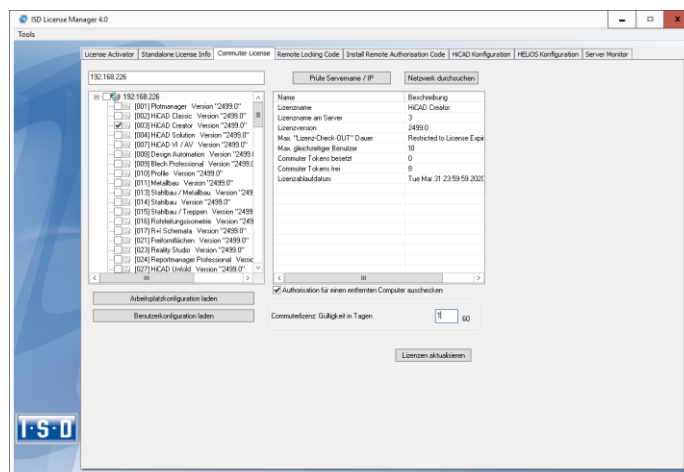 ISD License Manager 4.0
Tools
License Activator
Standalone License Info
Commuter License
Remote Locking Code
Install Remote Authorisation Code
HiCAD Konfiguration
HELiOS Konfiguration
Server Monitor
192.168.226
Prüfe Servername / IP
Netzwerk durchsuchen
192.168.226
[001] Plotmanager Version "2499.0"
[002] HiCAD Classic Version "2499.0"
[003] HiCAD Creator Version "2499.0"
[004] HiCAD Solution Version "2499.0"
[007] HiCAD VI / AV Version "2499.0"
[008] Design Automation Version "2499.
[009] Blech Professional Version "2499.0
[010] Profile Version "2499.0"
[011] Metallbau Version "2499.0"
[013] Stahlbau / Metallbau Version "249
[014] Stahlbau Version "2499.0"
[015] Stahlbau / Treppen Version "2499
[016] Rohrleitungsisometrie Version "249
[017] R+I Schemata Version "2499.0"
[021] Freiformflächen Version "2499.0"
[023] Reality Studio Version "2499.0"
[024] Reportmanager Professional Versio
[027] HiCAD Unfold Version "2499.0"
Name Beschreibung
Lizenzname HiCAD Creator
Lizenzname am Server 3
Lizenzversion 2499.0
Max. "Lizenz-Check-OUT" Dauer Restricted to License Expir
Max. gleichzeitiger Benutzer 10
Commuter Tokens besetzt 0
Commuter Tokens frei 8
Lizenzablaufdatum Tue Mar 31 23:59:59 2020
Authorisation für einen entfernten Computer auschecken
Arbeitsplatzkonfiguration laden
Benutzerkonfiguration laden
Commuterlizenz: Gültigkeit in Tagen
1
60
Lizenzen aktualisieren
I·S·D